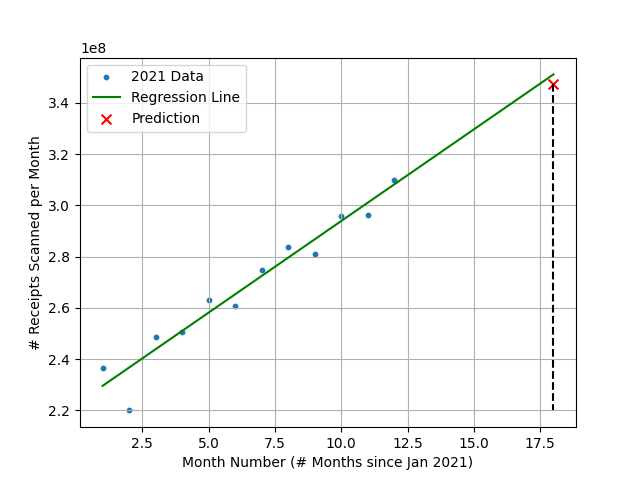 1e8
2021 Data
Regression Line
Prediction
3.4
3.2
3.0
2.8
2.6
2.4
2.2
# Receipts Scanned per Month
2.5 5.0 7.5 10.0 12.5 15.0 17.5
Month Number (# Months since Jan 2021)